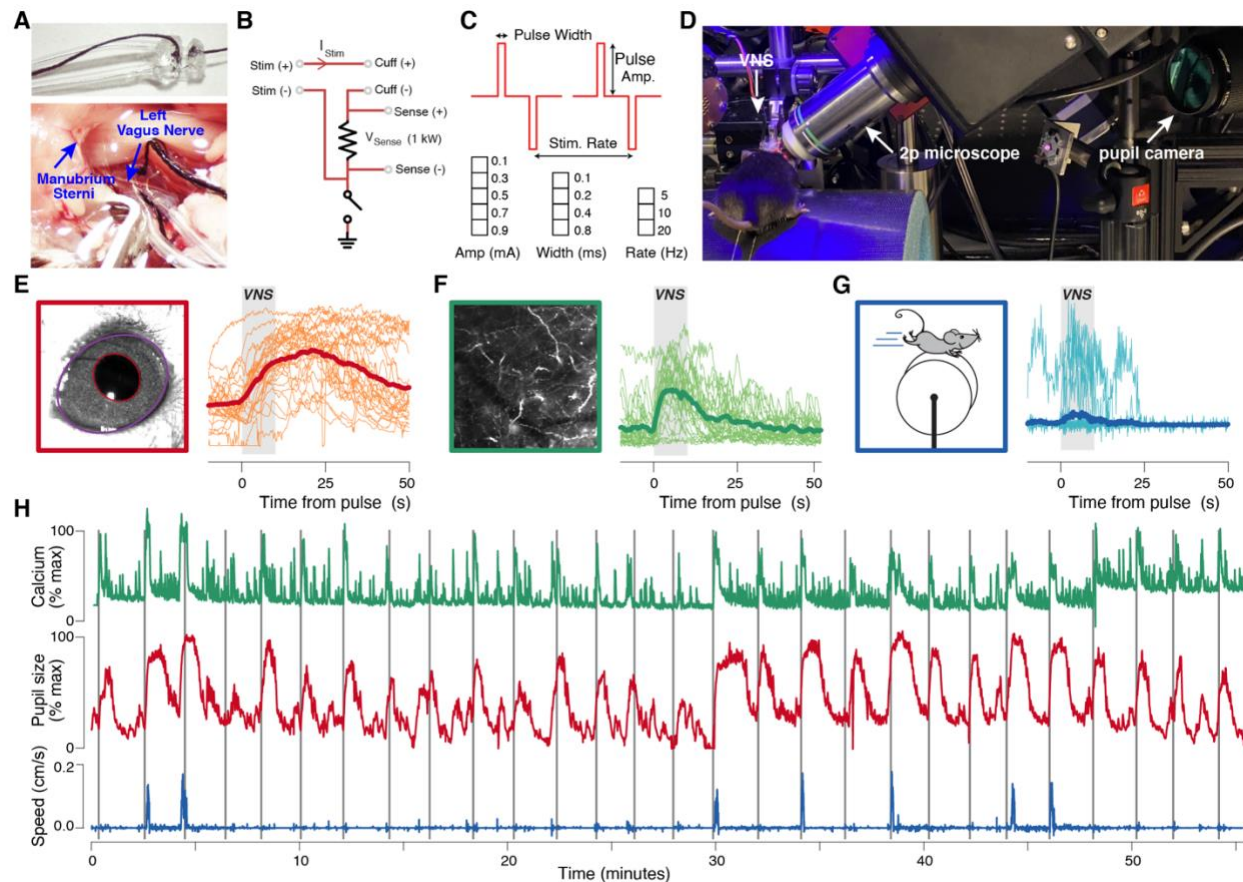 A
Left
Vagus Nerve
Manubrium
Sterni
B
I Stim
Stim (+)
Cuff (+)
Stim (-)
Cuff (-)
Sense (+)
V Sense (1 kW)
Sense (-)
C
Pulse Width
Pulse
Amp.
Stim. Rate
0.1
0.3
0.5
0.7
0.9
Amp (mA)
0.1
0.2
0.4
0.8
Width (ms)
5
10
20
Rate (Hz)
D
VNS
2p microscope
pupil camera
E
VNS
0 25 50
Time from pulse (s)
F
VNS
0 25 50
Time from pulse (s)
G
VNS
0 25 50
Time from pulse (s)
H
Calcium
(% max)
100
0
Pupil size
(% max)
100
0
Speed (cm/s)
0.2
0.0
0 10 20 30 40 50
Time (minutes)